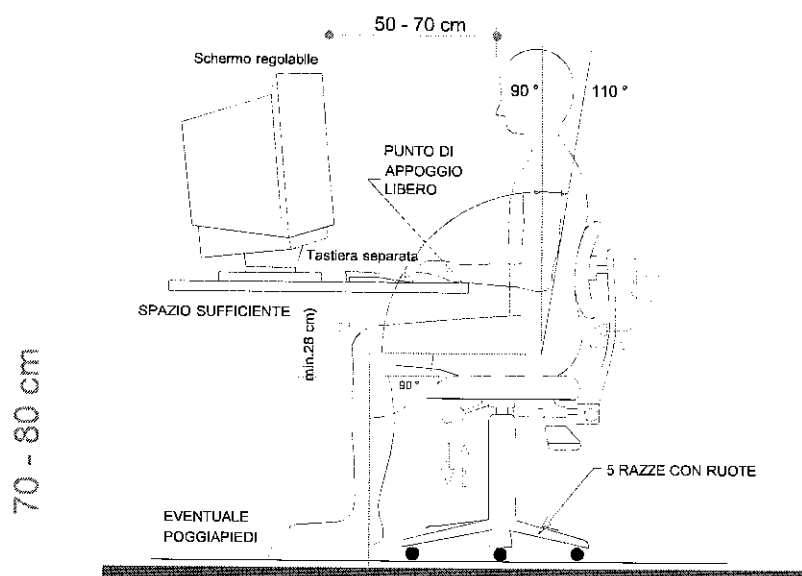 50 - 70 cm
Schermo regolabile
90 °
110 °
PUNTO DI
APPOGGIO
LIBERO
Tastiera separata
SPAZIO SUFFICIENTE
min.28 cm)
90 °
70 - 80 cm
5 RAZZE CON RUOTE
EVENTUALE
POGGIAPIEDI